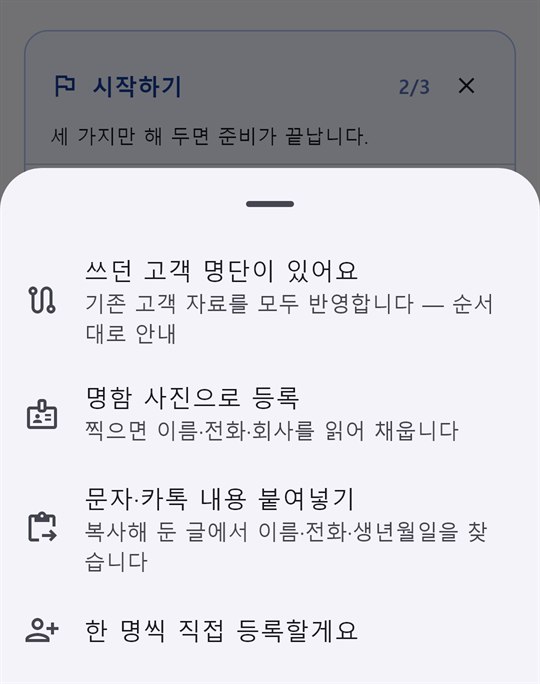 시작하기
2/3
세 가지만 해 두면 준비가 끝납니다.
쓰던 고객 명단이 있어요
기존 고객 자료를 모두 반영합니다 — 순서
대로 안내
명함 사진으로 등록
찍으면 이름·전화·회사를 읽어 채웁니다
문자·카톡 내용 붙여넣기
복사해 둔 글에서 이름·전화·생년월일을 찾
습니다
한 명씩 직접 등록할게요